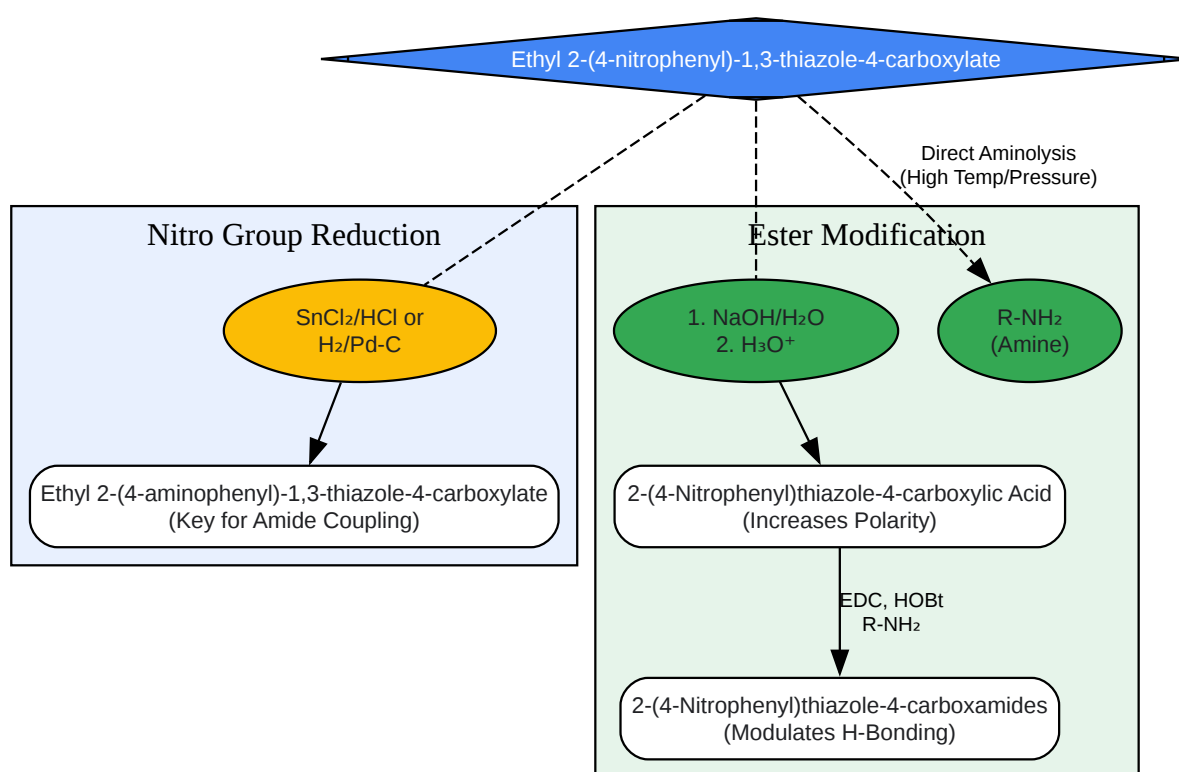 Ethyl 2-(4-nitrophenyl)-1,3-thiazole-4-carboxylate
Direct Aminolysis
(High Temp/Pressure)
Nitro Group Reduction
SnCl₂/HCl or
H₂/Pd-C
Ethyl 2-(4-aminophenyl)-1,3-thiazole-4-carboxylate
(Key for Amide Coupling)
Ester Modification
1. NaOH/H₂O
2. H₃O⁺
R-NH₂
(Amine)
2-(4-Nitrophenyl)thiazole-4-carboxylic Acid
(Increases Polarity)
EDC, HOBt
R-NH₂
2-(4-Nitrophenyl)thiazole-4-carboxamides
(Modulates H-Bonding)